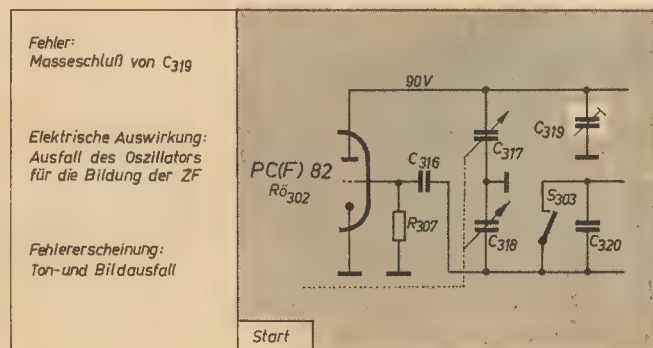 Fehler:
Masseschluß von C319
Elektrische Auswirkung:
Ausfall des Oszillators
für die Bildung der ZF
Fehlererscheinung:
Ton-und Bildausfall
90V
C319
C317
C316
PC(F) 82
Rö302
S303
R307
C318
C320
Start